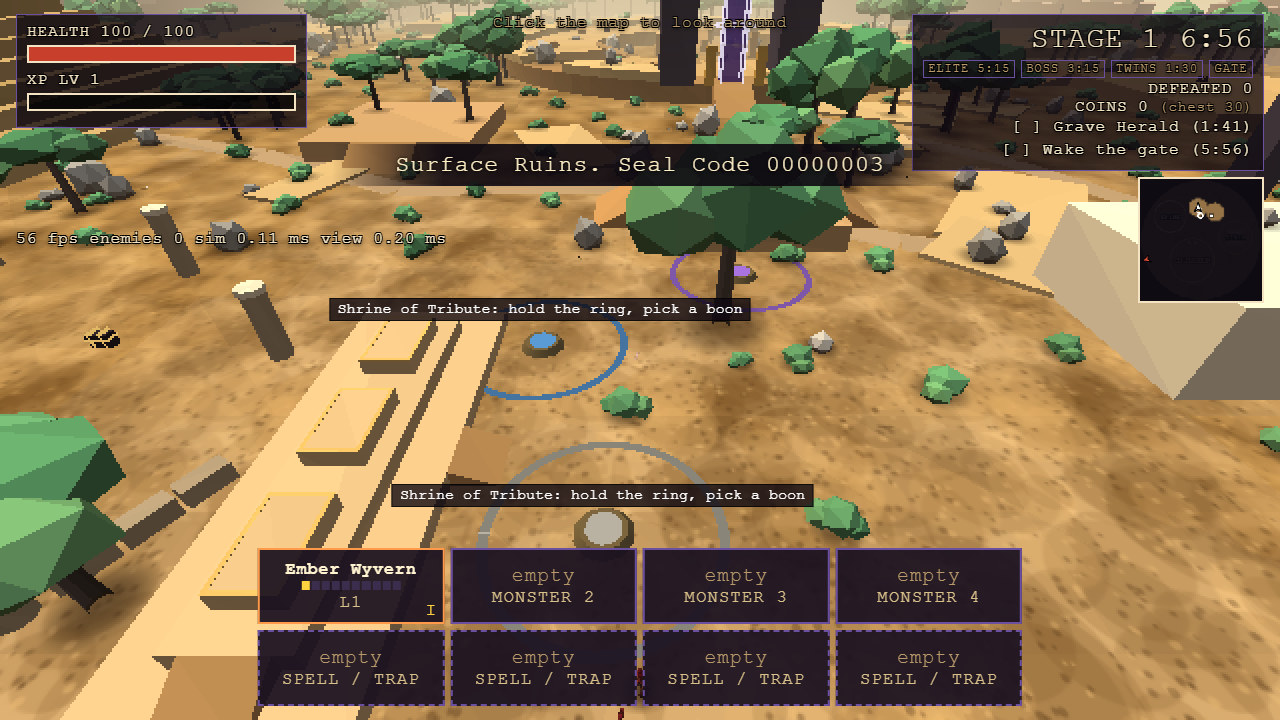 HEALTH 100 / 100
XP LV 1
Click the map to look around
STAGE 1 6:56
ELITE 5:15 BOSS 3:15 TWINS 1:30 GATE
DEFEATED 0
COINS 0 (chest 30)
[ ] Grave Herald (1:41)
[ ] Wake the gate (5:56)
Surface Ruins. Seal Code 00000003
56 fps enemies 0 sim 0.11 ms view 0.20 ms
Shrine of Tribute: hold the ring, pick a boon
Shrine of Tribute: hold the ring, pick a boon
Ember Wyvern
L1
I
empty
MONSTER 2
empty
MONSTER 3
empty
MONSTER 4
empty
SPELL / TRAP
empty
SPELL / TRAP
empty
SPELL / TRAP
empty
SPELL / TRAP